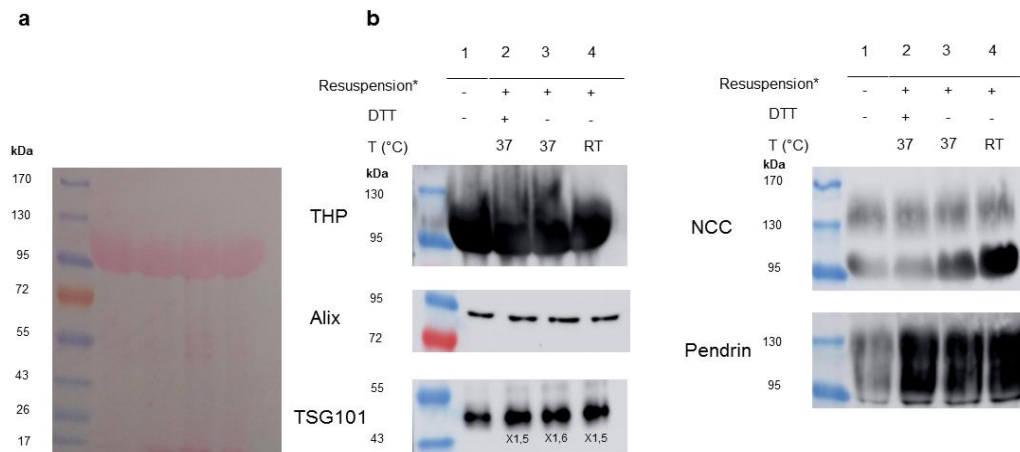 a
kDa
170
130
95
72
55
43
26
17
b
1 2 3 4
Resuspension* - + + +
DTT - + - -
T (°C) 37 37 RT
kDa
THP
130
95
Alix
95
72
TSG101
55
43
X1,5 X1,6 X1,5
1 2 3 4
Resuspension* - + + +
DTT - + - -
T (°C) 37 37 RT
kDa
170
NCC
130
95
Pendrin
130
95